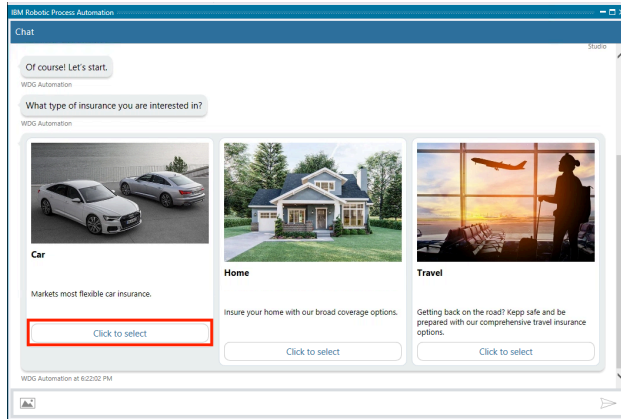 IBM Robotic Process Automation
Chat
Studio
Of course! Let's start.
WDG Automation
What type of insurance you are interested in?
WDG Automation
Car
Markets most flexible car insurance.
Click to select
Home
Insure your home with our broad coverage options.
Click to select
Travel
Getting back on the road? Kepp safe and be
prepared with our comprehensive travel insurance
options.
Click to select
WDG Automation at 6:22:02 PM